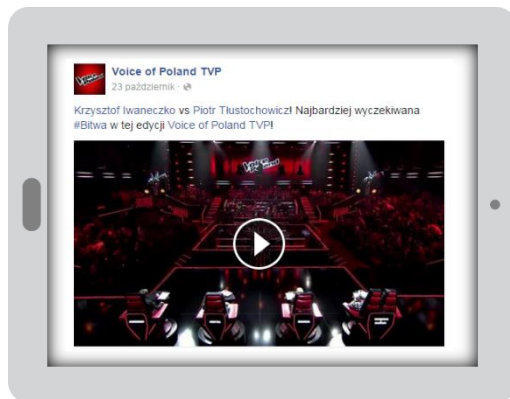 Voice of Poland TVP
23 październik ·
Krzysztof Iwaneczko vs Piotr Tłustochowicz! Najbardziej wyczekiwana
#Bitwa w tej edycji Voice of Poland TVP!